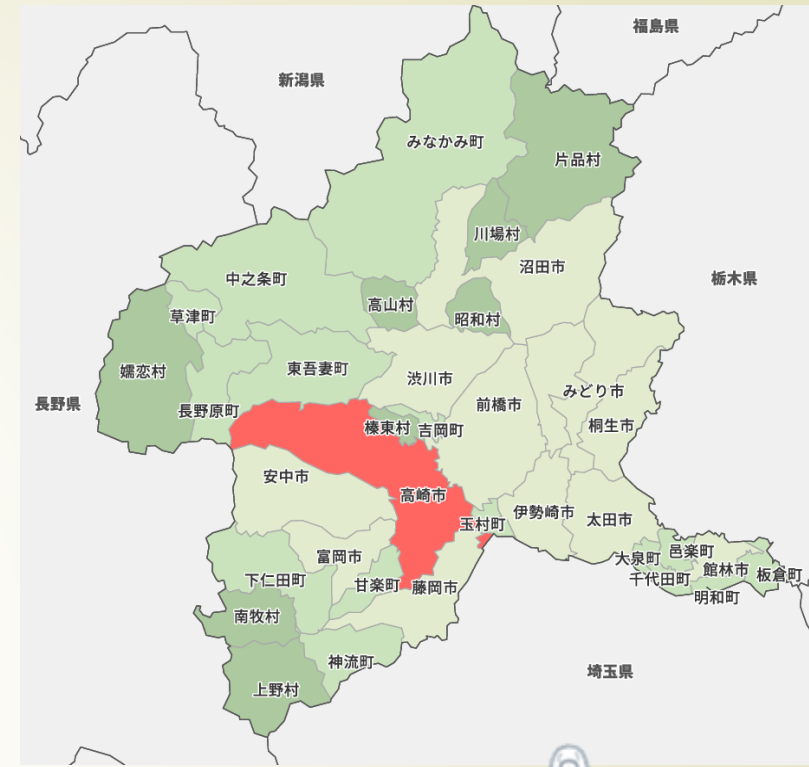 福島県
新潟県
みなかみ町
片品村
川場村
沼田市
中之条町
栃木県
高山村
草津町
昭和村
嬬恋村
東吾妻町
渋川市
みどり市
長野県
長野原町
前橋市
桐生市
榛東村
吉岡町
安中市
高崎市
伊勢崎市
太田市
玉村町
富岡市
邑楽町
大泉町
館林市
板倉町
下仁田町
甘楽町
藤岡市
千代田町
明和町
南牧村
神流町
埼玉県
上野村